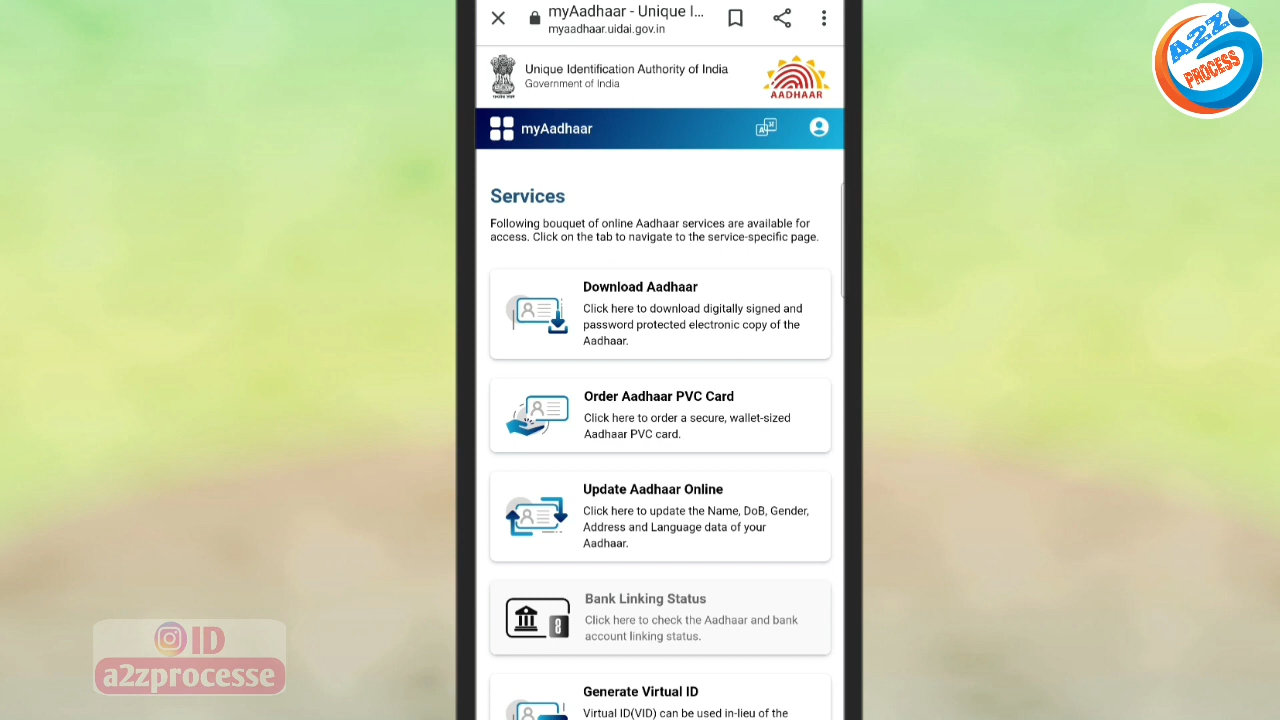 myAadhaar - Unique I...
myaadhaar.uidai.gov.in
A2Z
PROCESS
Unique Identification Authority of India
Government of India
AADHAAR
myAadhaar
Services
Following bouquet of online Aadhaar services are available for
access. Click on the tab to navigate to the service-specific page.
Download Aadhaar
Click here to download digitally signed and
password protected electronic copy of the
Aadhaar.
Order Aadhaar PVC Card
Click here to order a secure, wallet-sized
Aadhaar PVC card.
Update Aadhaar Online
Click here to update the Name, DoB, Gender,
Address and Language data of your
Aadhaar.
Bank Linking Status
Click here to check the Aadhaar and bank
account linking status.
Generate Virtual ID
Virtual ID(VID) can be used in-lieu of the
ID
a2zprocesse